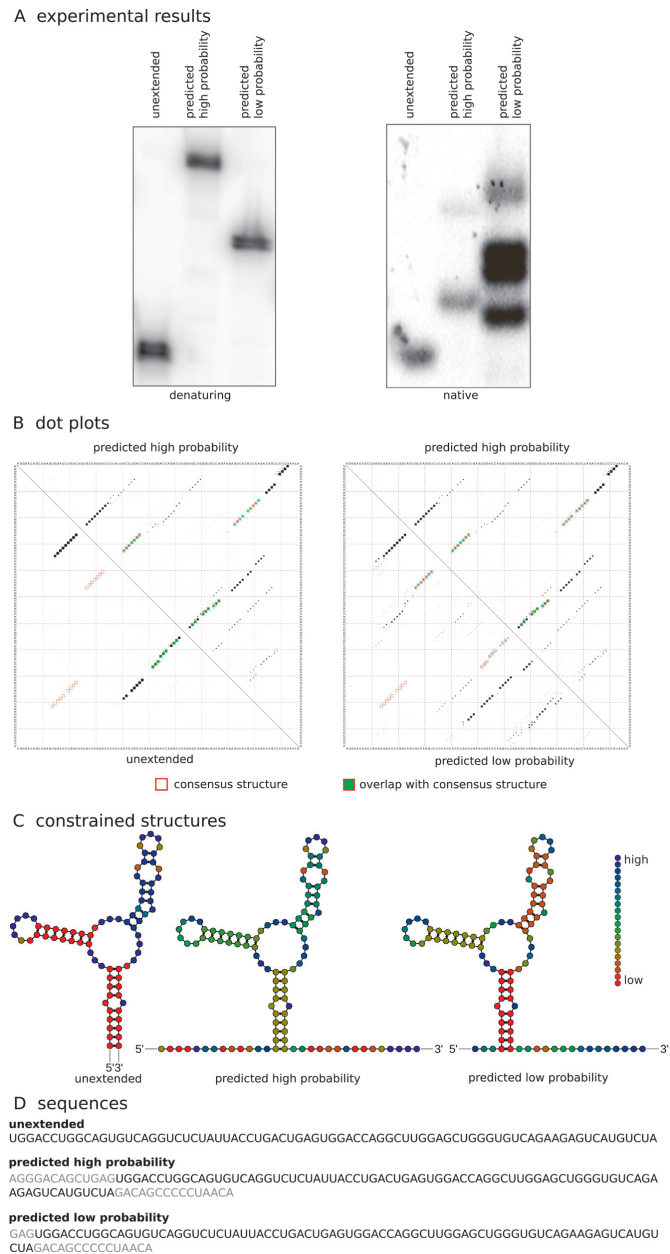 A experimental results
unextended
predicted
high probability
predicted
low probability
unextended
predicted
high probability
predicted
low probability
denaturing
native
B dot plots
predicted high probability
predicted high probability
unextended
predicted low probability
consensus structure
overlap with consensus structure
C constrained structures
high
low
5'
3'
5'
3'
5'3'
unextended
predicted high probability
predicted low probability
D sequences
unextended
UGGACCUGGCAGUGUCAGGUCUCUAUUACCUGACUGAGUGGACCAGGCUUGGAGCUGGGUGUCAGAAGAGUCAUGUCUA
predicted high probability
AGGGACAGCUGAGUGGACCUGGCAGUGUCAGGUCUCUAUUACCUGACUGAGUGGACCAGGCUUGGAGCUGGGUGUCAGA
AGAGUCAUGUCUAGACAGCCCCCUAACA
predicted low probability
GAGUGGACCUGGCAGUGUCAGGUCUCUAUUACCUGACUGAGUGGACCAGGCUUGGAGCUGGGUGUCAGAAGAGUCAUGU
CUAGACAGCCCCCUAACA